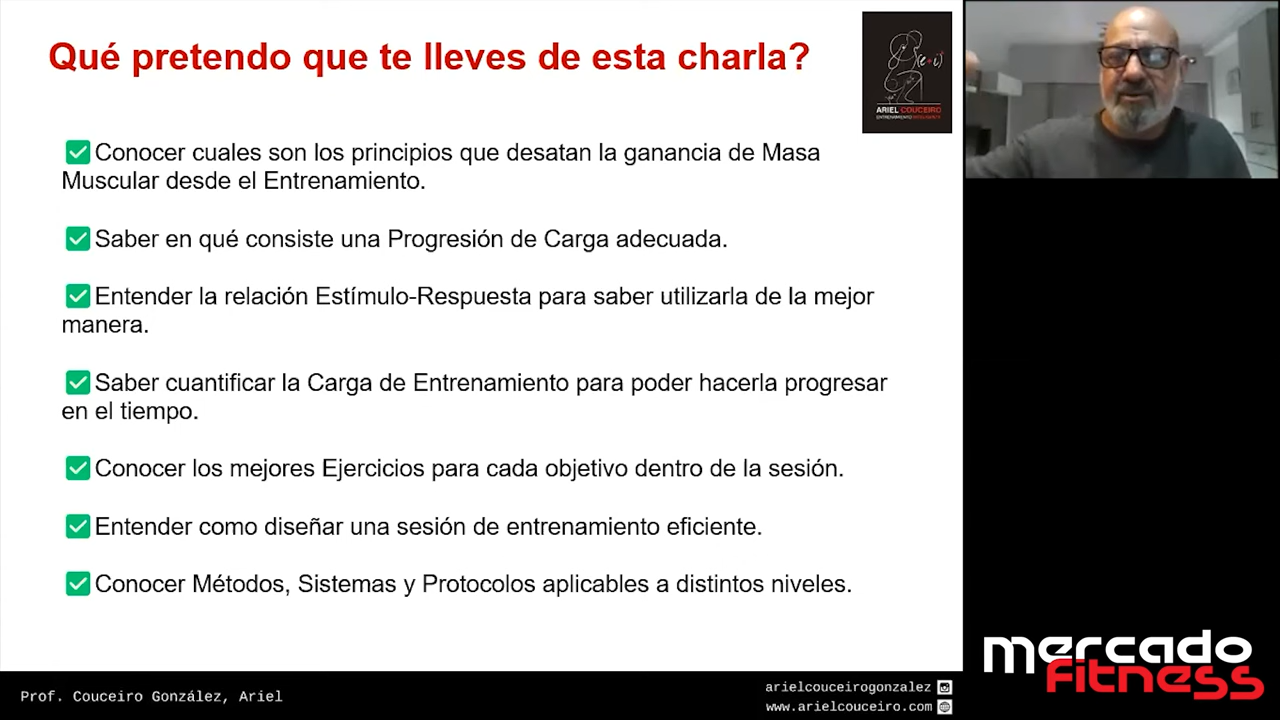 Qué pretendo que te lleves de esta charla?
ARIEL COUCEIRO
Conocer cuales son los principios que desatan la ganancia de Masa
Muscular desde el Entrenamiento.
Saber en qué consiste una Progresión de Carga adecuada.
Entender la relación Estímulo-Respuesta para saber utilizarla de la mejor
manera.
Saber cuantificar la Carga de Entrenamiento para poder hacerla progresar
en el tiempo.
Conocer los mejores Ejercicios para cada objetivo dentro de la sesión.
Entender como diseñar una sesión de entrenamiento eficiente.
Conocer Métodos, Sistemas y Protocolos aplicables a distintos niveles.
Prof. Couceiro González, Ariel
arielcouceirogonzalez
www.arielcouceiro.com
mercado
fitness